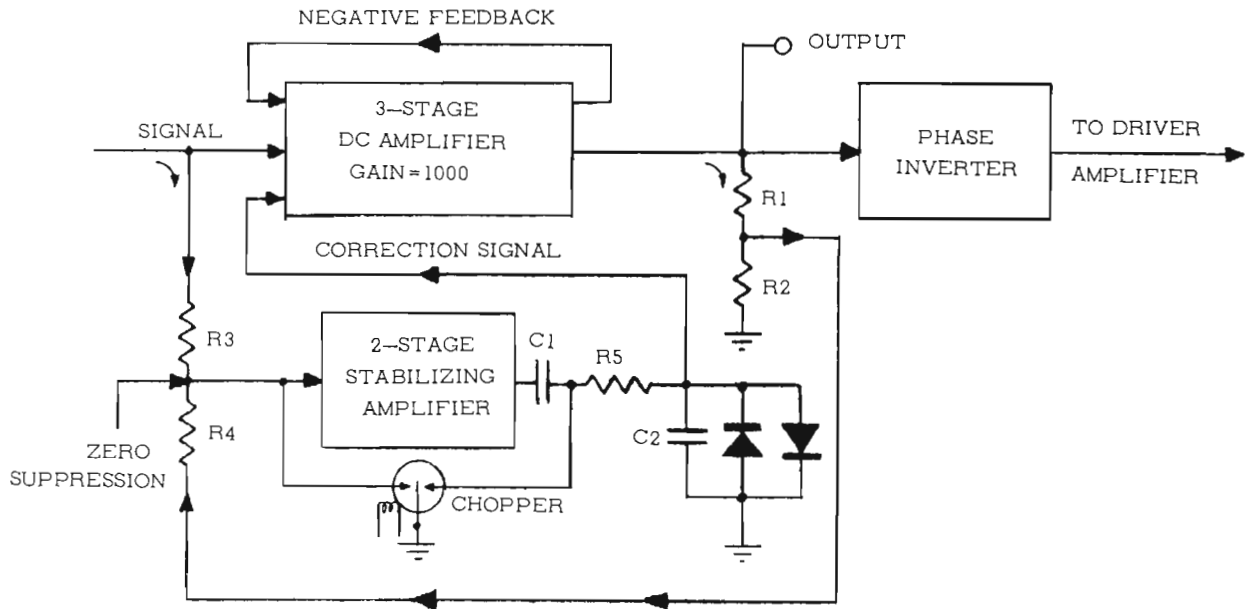 NEGATIVE FEEDBACK
OUTPUT
3-STAGE
DC AMPLIFIER
GAIN=1000
SIGNAL
PHASE
INVERTER
TO DRIVER
AMPLIFIER
R1
CORRECTION SIGNAL
R2
R3
2-STAGE
STABILIZING
AMPLIFIER
C1
R5
R4
C2
ZERO
SUPPRESSION
CHOPPER